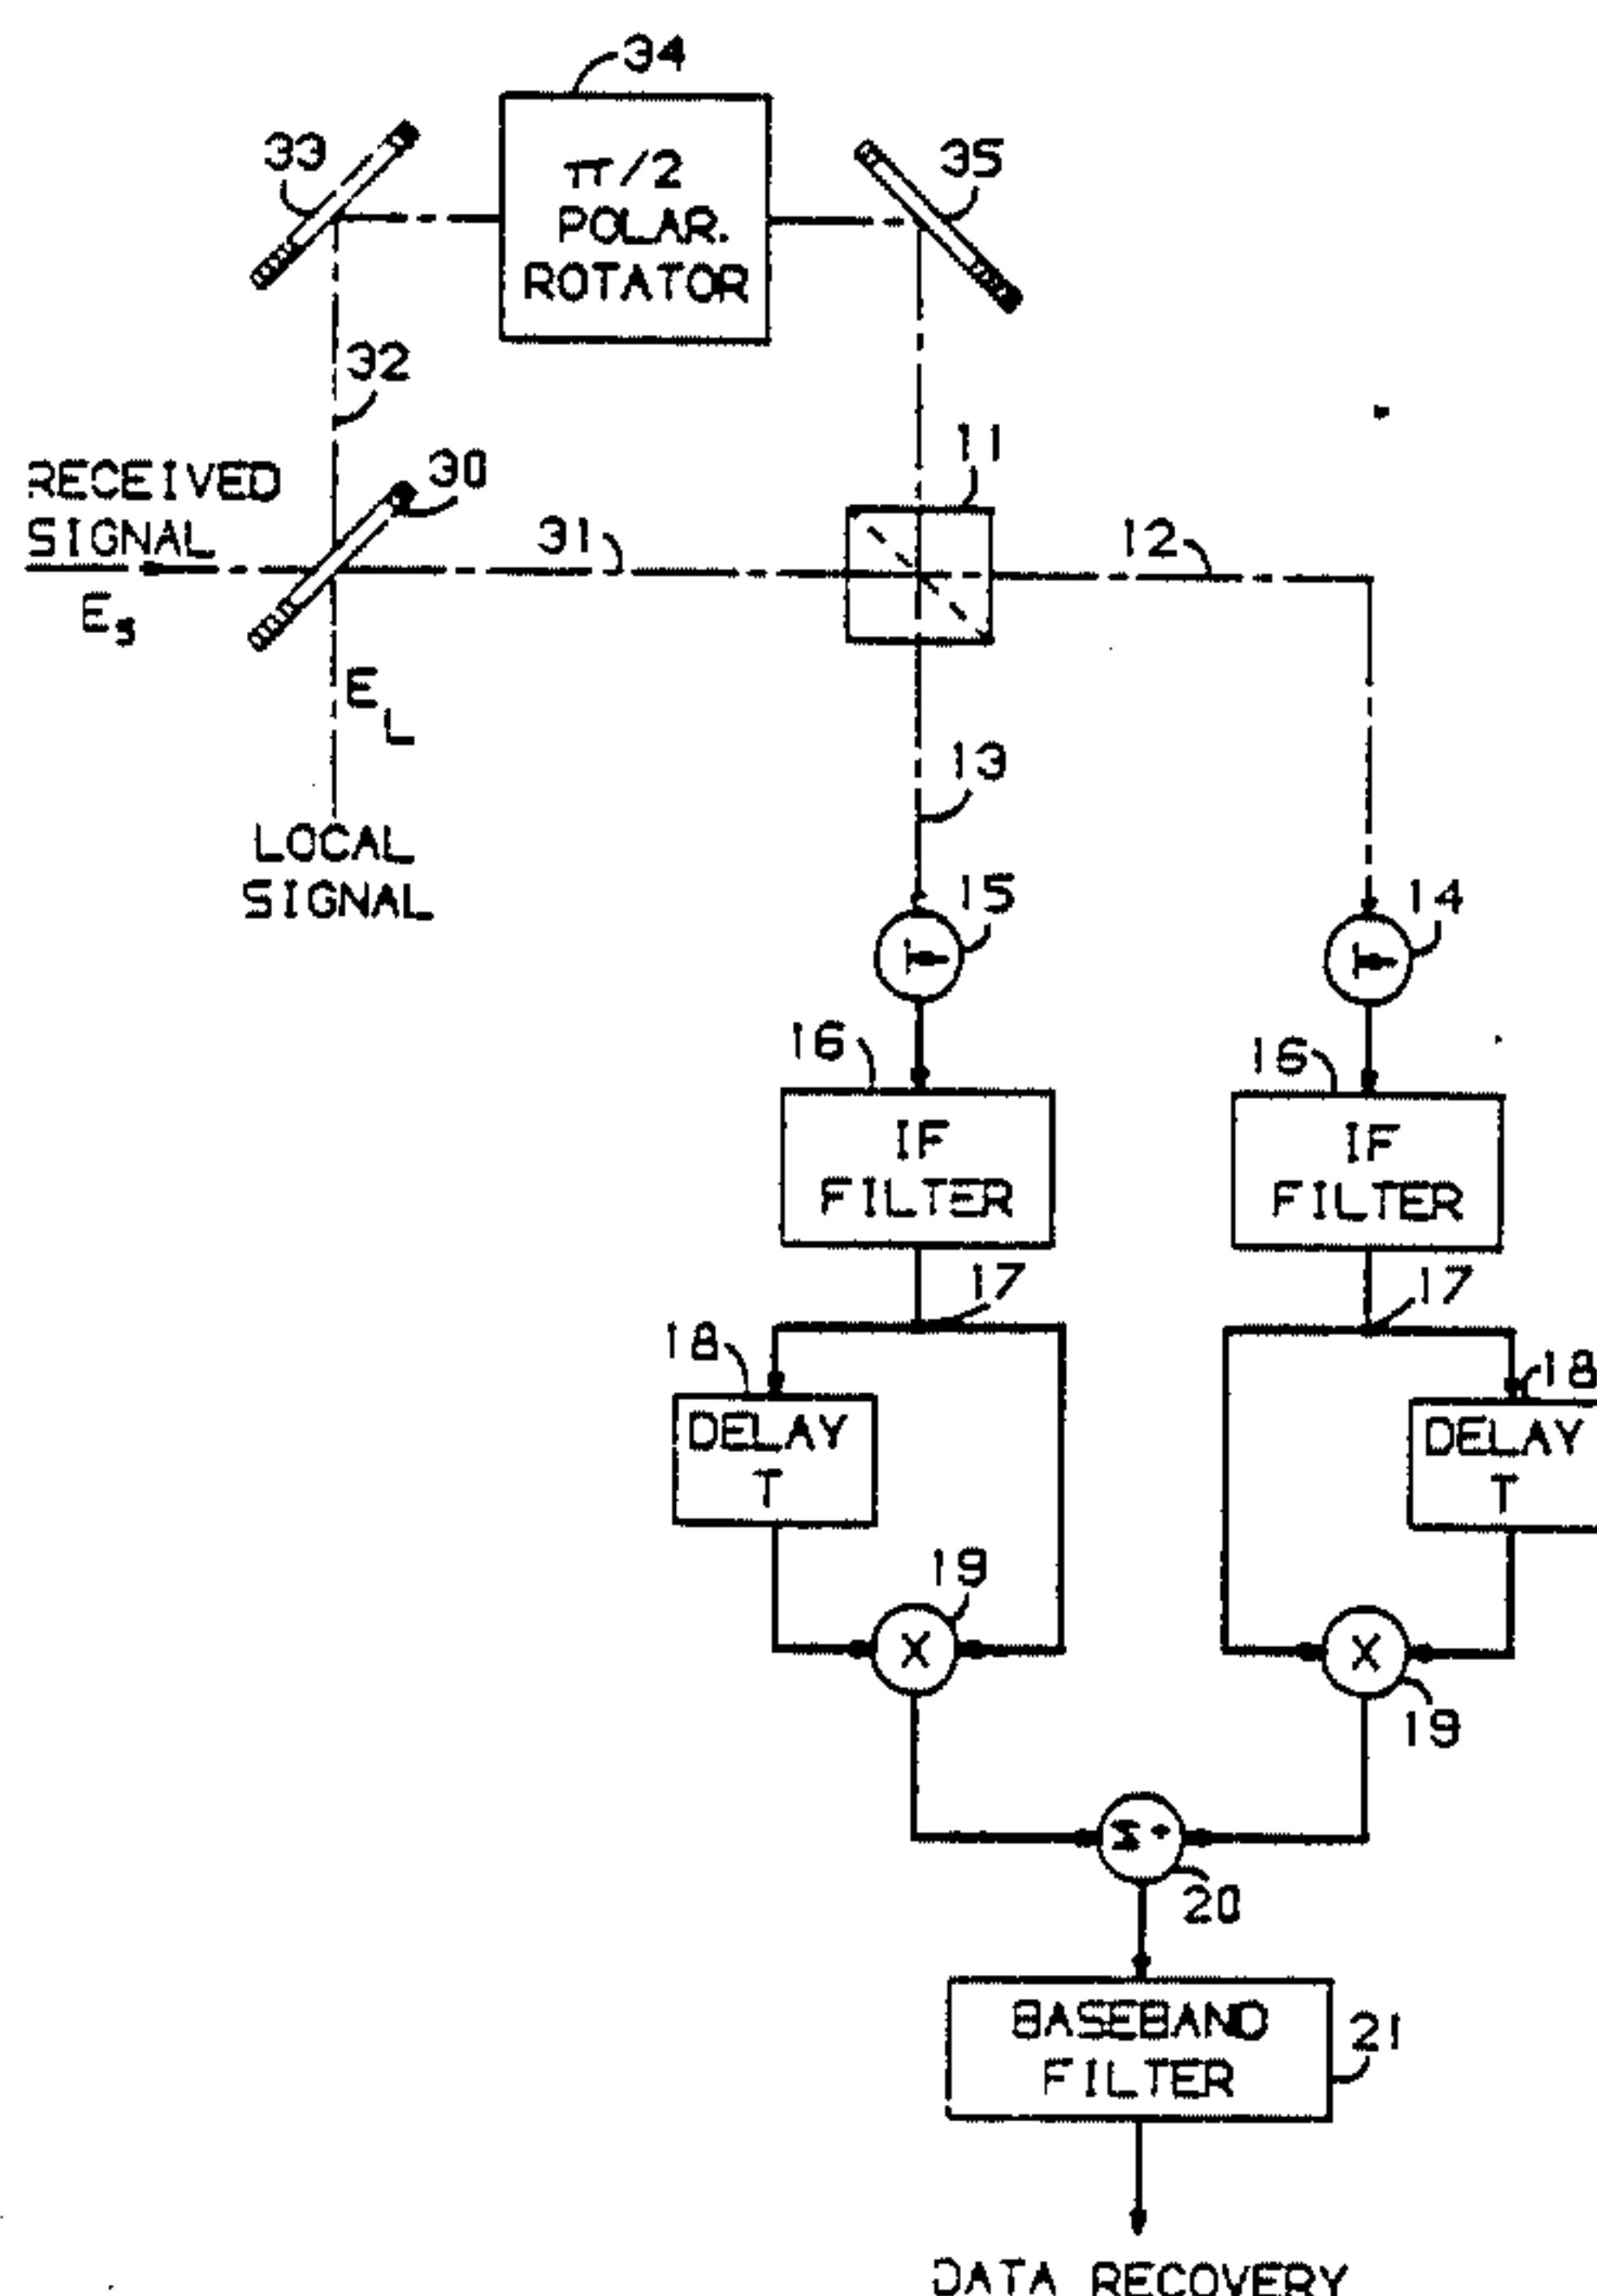 34
33
π/2
POLAR.
ROTATOR
35
32
30
11
RECEIVED
SIGNAL
31
12
E_S
E_L
13
LOCAL
SIGNAL
15
14
16
16
IF
FILTER
IF
FILTER
17
17
18
18
DELAY
T
DELAY
T
19
X
X
19
Σ+
20
BASEBAND
FILTER
21
DATA RECOVERY